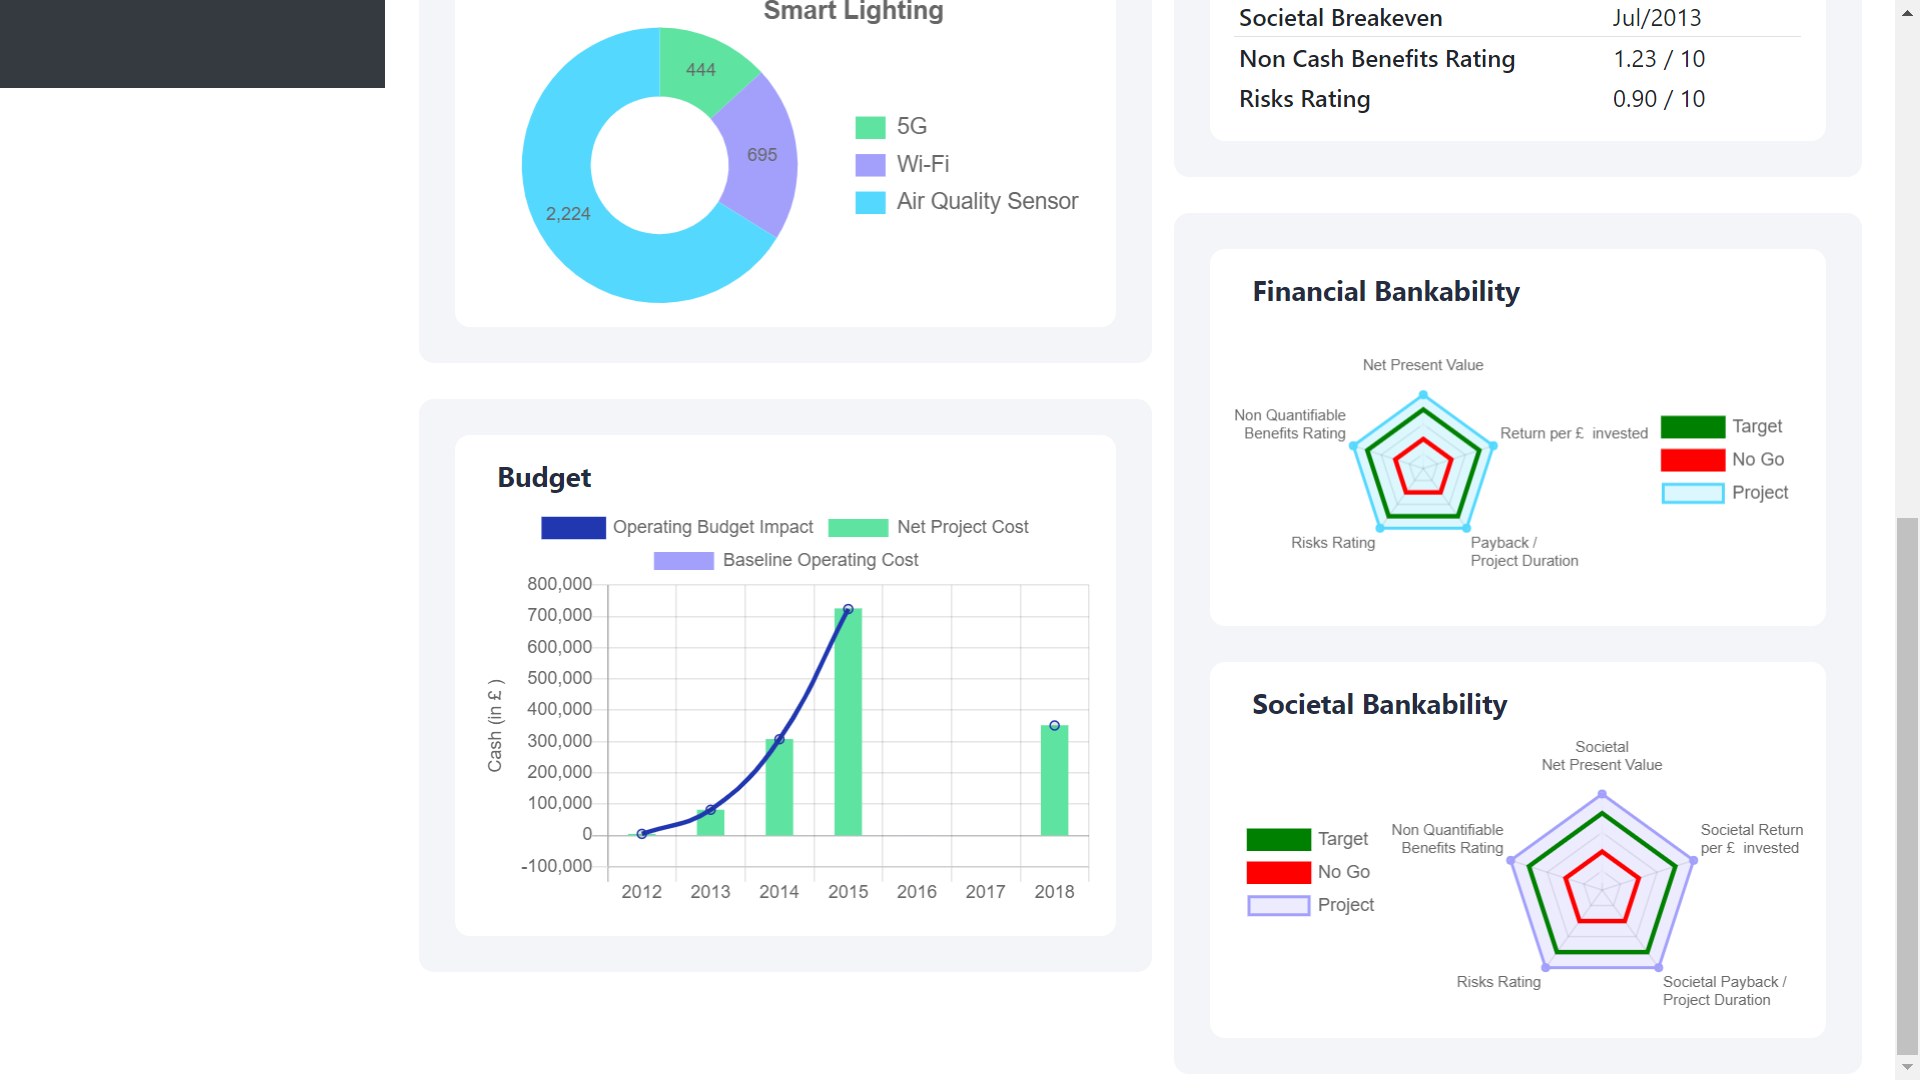 Smart Lighting
444
695
2,224
5G
Wi-Fi
Air Quality Sensor
Societal Breakeven Jul/2013
Non Cash Benefits Rating 1.23 / 10
Risks Rating 0.90 / 10
Budget
Operating Budget Impact Net Project Cost
Baseline Operating Cost
Cash (in £ )
800,000
700,000
600,000
500,000
400,000
300,000
200,000
100,000
0
-100,000
2012 2013 2014 2015 2016 2017 2018
Financial Bankability
Net Present Value
Non Quantifiable
Benefits Rating
Return per £ invested
Risks Rating
Payback /
Project Duration
Target
No Go
Project
Societal Bankability
Societal
Net Present Value
Target
No Go
Project
Non Quantifiable
Benefits Rating
Societal Return
per £ invested
Risks Rating
Societal Payback /
Project Duration